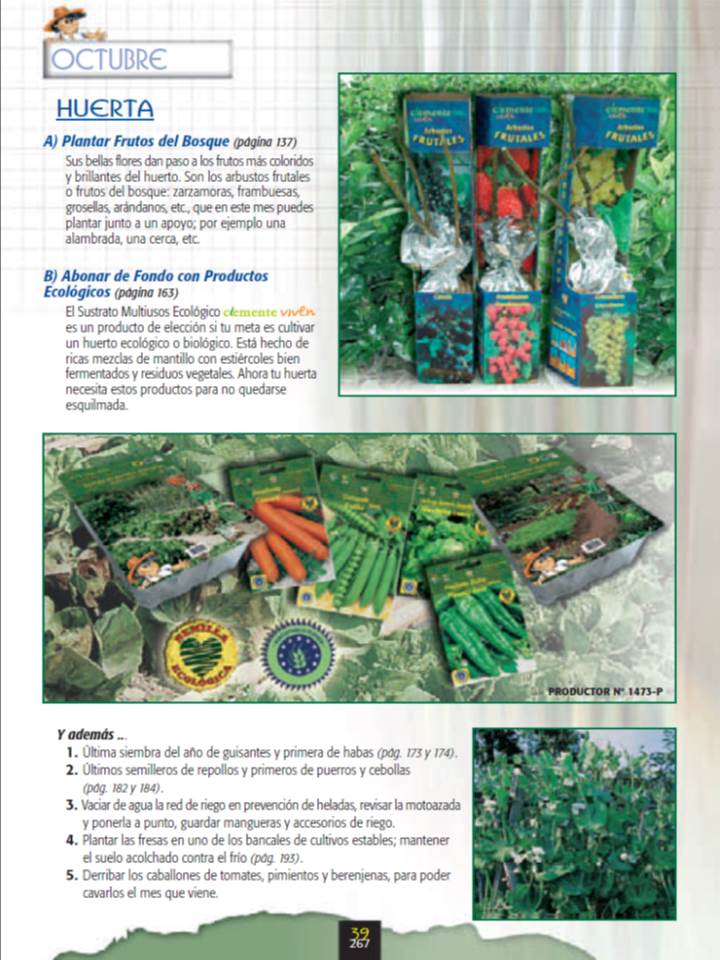 OCTUBRE
HUERTA
A) Plantar Frutos del Bosque (página 137)
Sus bellas flores dan paso a los frutos más coloridos
y brillantes del huerto. Son los arbustos frutales
o frutos del bosque: zarzamoras, frambuesas,
grosellas, arándanos, etc., que en este mes puedes
plantar junto a un apoyo; por ejemplo una
alambrada, una cerca, etc.
B) Abonar de Fondo con Productos
Ecológicos (página 163)
El Sustrato Multiusos Ecológico clemente viven
es un producto de elección si tu meta es cultivar
un huerto ecológico o biológico. Está hecho de
ricas mezclas de mantillo con estiércoles bien
fermentados y residuos vegetales. Ahora tu huerta
necesita estos productos para no quedarse
esquilmada.
clemente
Arbustos
FRUTALES
clemente
Arbustos
FRUTALES
clemente
Arbustos
FRUTALES
SEMILLA
ECOLÓGICA
PRODUCTOR Nº 1473-P
Y además ...
1. Última siembra del año de guisantes y primera de habas (pág. 173 y 174).
2. Últimos semilleros de repollos y primeros de puerros y cebollas
(pág. 182 y 184).
3. Vaciar de agua la red de riego en prevención de heladas, revisar la motoazada
y ponerla a punto, guardar mangueras y accesorios de riego.
4. Plantar las fresas en uno de los bancales de cultivos estables; mantener
el suelo acolchado contra el frío (pág. 193).
5. Derribar los caballones de tomates, pimientos y berenjenas, para poder
cavarlos el mes que viene.
39
267